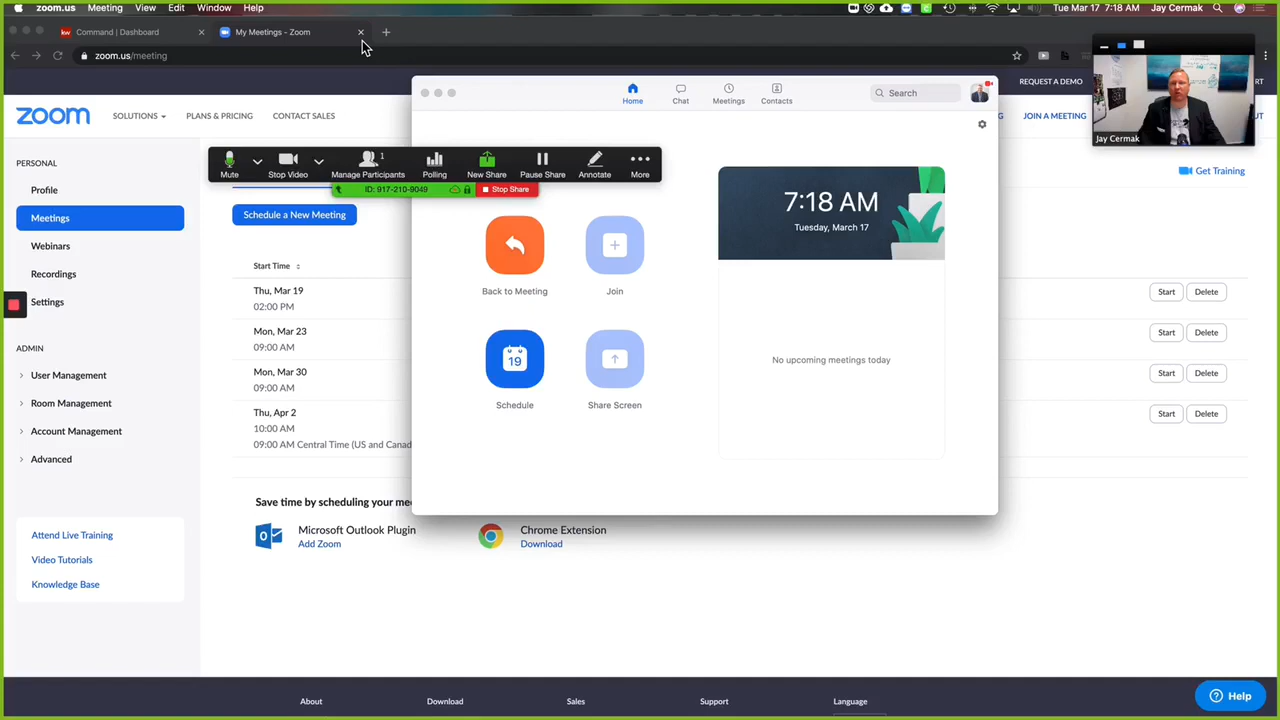 zoom.us Meeting View Edit Window Help
Tue Mar 17 7:18 AM Jay Cermak
kw Command | Dashboard
My Meetings - Zoom
zoom.us/meeting
REQUEST A DEMO
zoom SOLUTIONS PLANS & PRICING CONTACT SALES
JOIN A MEETING
Home Chat Meetings Contacts
Search
Jay Cermak
Mute Stop Video Manage Participants Polling New Share Pause Share Annotate More
1
ID: 917-210-9049 Stop Share
Get Training
PERSONAL
Profile
Meetings
Webinars
Recordings
Settings
ADMIN
User Management
Room Management
Account Management
Advanced
Attend Live Training
Video Tutorials
Knowledge Base
Schedule a New Meeting
Start Time
Thu, Mar 19
02:00 PM
Start Delete
Mon, Mar 23
09:00 AM
Start Delete
Mon, Mar 30
09:00 AM
Start Delete
Thu, Apr 2
10:00 AM
09:00 AM Central Time (US and Canad
Start Delete
Back to Meeting
Join
19
Schedule
Share Screen
7:18 AM
Tuesday, March 17
No upcoming meetings today
Save time by scheduling your me
Microsoft Outlook Plugin
Add Zoom
Chrome Extension
Download
About Download Sales Support Language
Help